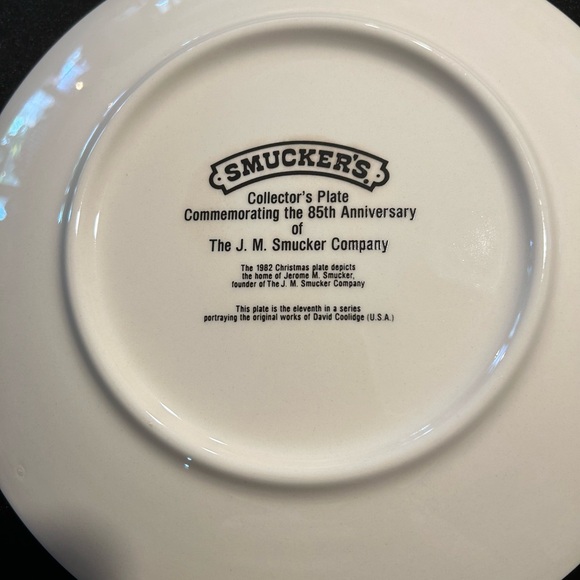 SMUCKER'S
Collector's Plate
Commemorating the 85th Anniversary
of
The J. M. Smucker Company
The 1982 Christmas plate depicts
the home of Jerome M. Smucker,
founder of The J. M. Smucker Company
This plate is the eleventh in a series
portraying the original works of David Coolidge (U.S.A.)